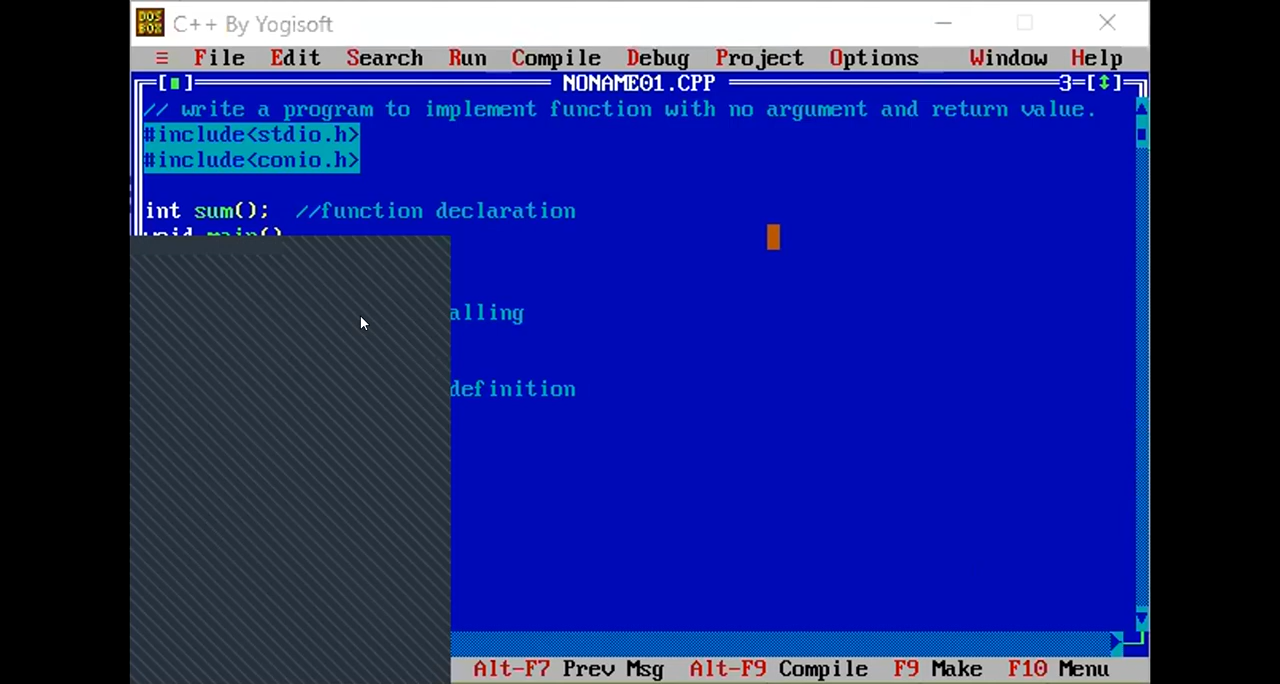 C++ By Yogisoft
≡ File Edit Search Run Compile Debug Project Options Window Help
NONAME01.CPP 3
// write a program to implement function with no argument and return value.
#include<stdio.h>
#include<conio.h>
int sum(); //function declaration
void main()
alling
definition
Alt-F7 Prev Msg Alt-F9 Compile F9 Make F10 Menu